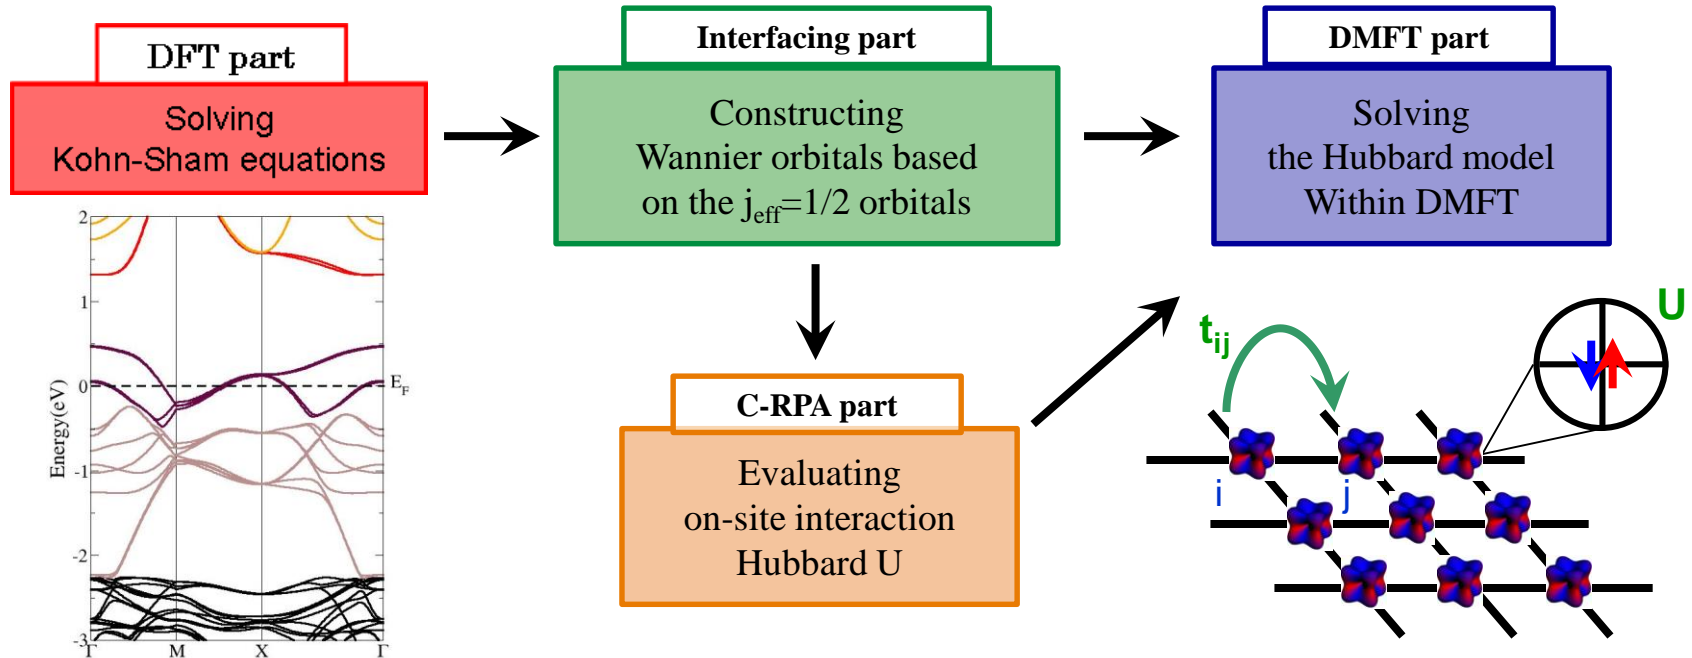 DFT part
Solving
Kohn-Sham equations
Interfacing part
Constructing
Wannier orbitals based
on the jeff=1/2 orbitals
DMFT part
Solving
the Hubbard model
Within DMFT
C-RPA part
Evaluating
on-site interaction
Hubbard U
Energy(eV)
2
1
0
-1
-2
-3
EF
Γ M X Γ
tij
U
i j